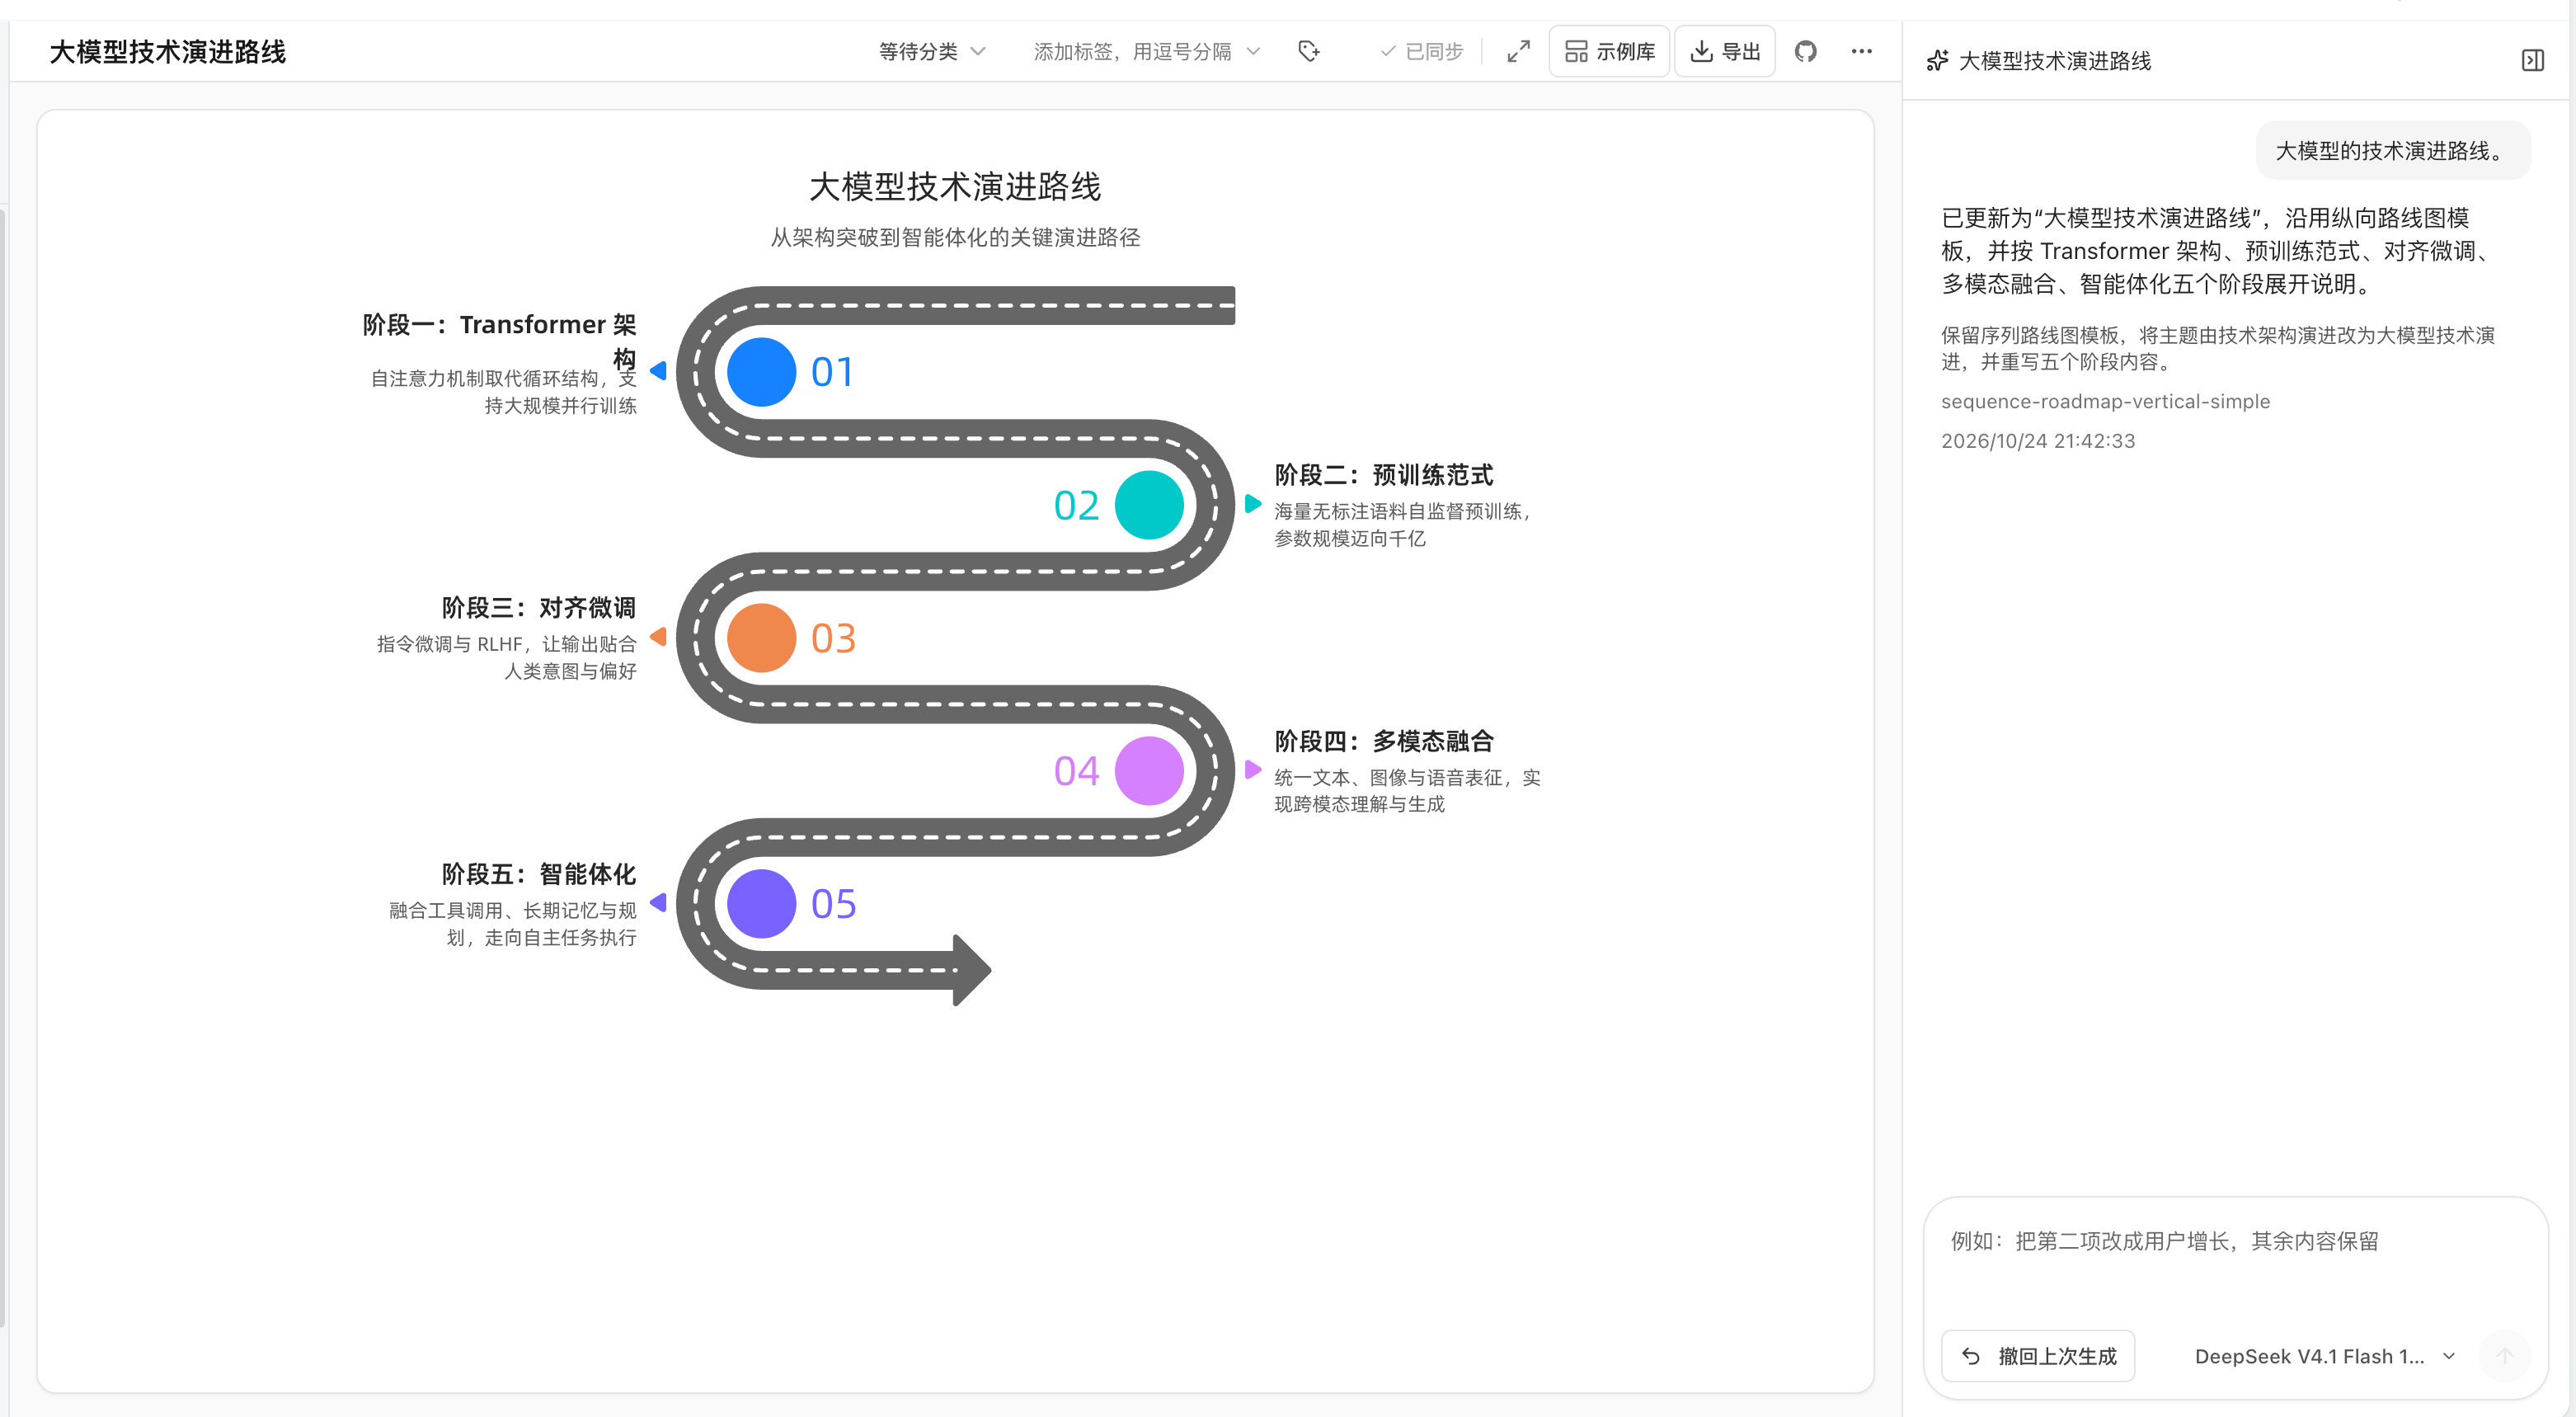 大模型技术演进路线
等待分类
添加标签，用逗号分隔
已同步
示例库
导出
大模型技术演进路线
从架构突破到智能体化的关键演进路径
阶段一：Transformer 架
构
自注意力机制取代循环结构，支
持大规模并行训练
01
02
阶段二：预训练范式
海量无标注语料自监督预训练，
参数规模迈向千亿
阶段三：对齐微调
指令微调与 RLHF，让输出贴合
人类意图与偏好
03
04
阶段四：多模态融合
统一文本、图像与语音表征，实
现跨模态理解与生成
阶段五：智能体化
融合工具调用、长期记忆与规
划，走向自主任务执行
05
大模型技术演进路线
大模型的技术演进路线。
已更新为“大模型技术演进路线”，沿用纵向路线图模
板，并按 Transformer 架构、预训练范式、对齐微调、
多模态融合、智能体化五个阶段展开说明。
保留序列路线图模板，将主题由技术架构演进改为大模型技术演
进，并重写五个阶段内容。
sequence-roadmap-vertical-simple
2026/10/24 21:42:33
例如：把第二项改成用户增长，其余内容保留
撤回上次生成
DeepSeek V4.1 Flash 1...